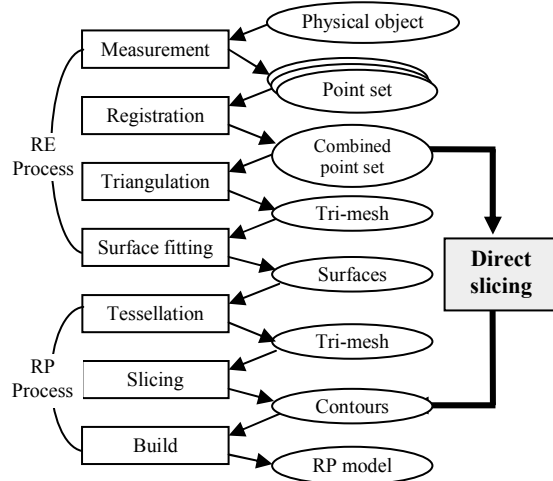 Physical object
Measurement
Point set
Registration
RE
Process
Combined
point set
Triangulation
Tri-mesh
Surface fitting
Direct
slicing
Surfaces
Tessellation
Tri-mesh
RP
Process
Slicing
Contours
Build
RP model